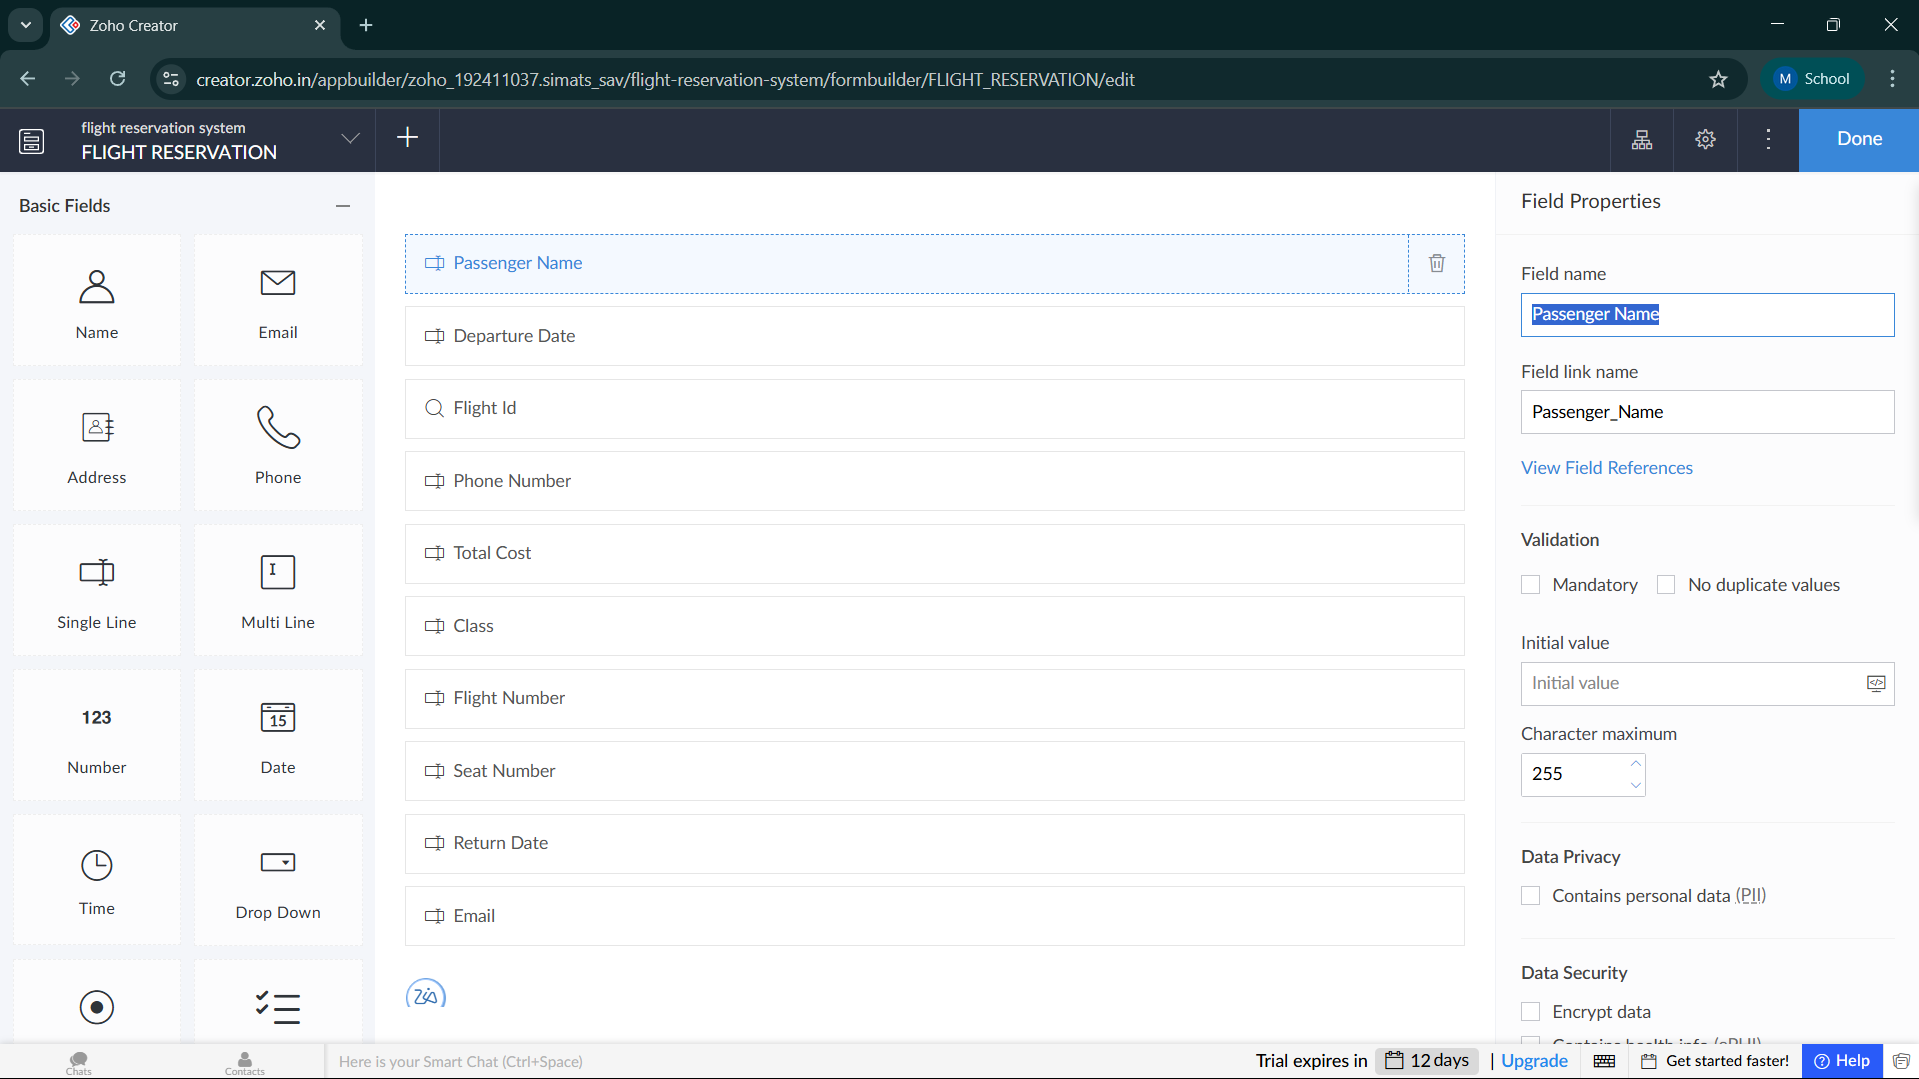 Zoho Creator
creator.zoho.in/appbuilder/zoho_192411037.simats_sav/flight-reservation-system/formbuilder/FLIGHT_RESERVATION/edit
M School
flight reservation system
FLIGHT RESERVATION
Done
Basic Fields
Name
Email
Address
Phone
Single Line
Multi Line
123
Number
15
Date
Time
Drop Down
Passenger Name
Departure Date
Flight Id
Phone Number
Total Cost
Class
Flight Number
Seat Number
Return Date
Email
Zia
Field Properties
Field name
Passenger Name
Field link name
Passenger_Name
View Field References
Validation
Mandatory
No duplicate values
Initial value
Initial value
Character maximum
255
Data Privacy
Contains personal data (PII)
Data Security
Encrypt data
Contains health info (ePHI)
Chats
Contacts
Here is your Smart Chat (Ctrl+Space)
Trial expires in 12 days | Upgrade
Get started faster!
Help